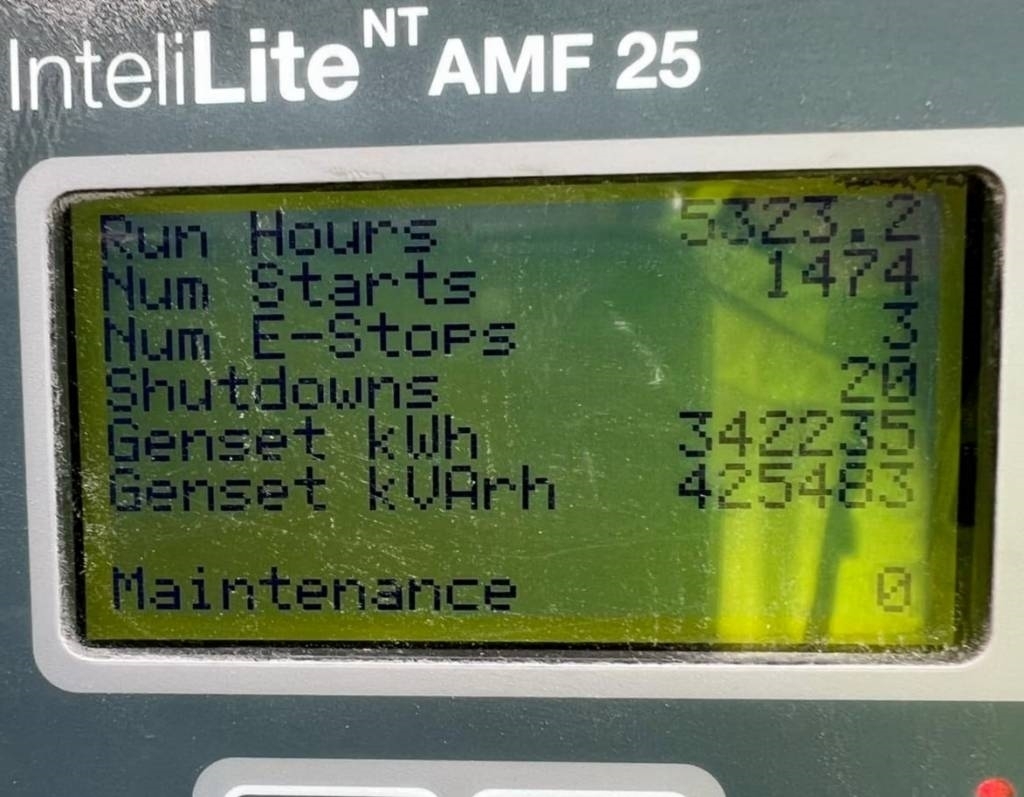 InteliLite NT AMF 25
Run Hours 5323.2
Num Starts 1474
Num E-Stops 3
Shutdowns 20
Genset kWh 342235
Genset kVArh 425483
Maintenance 0